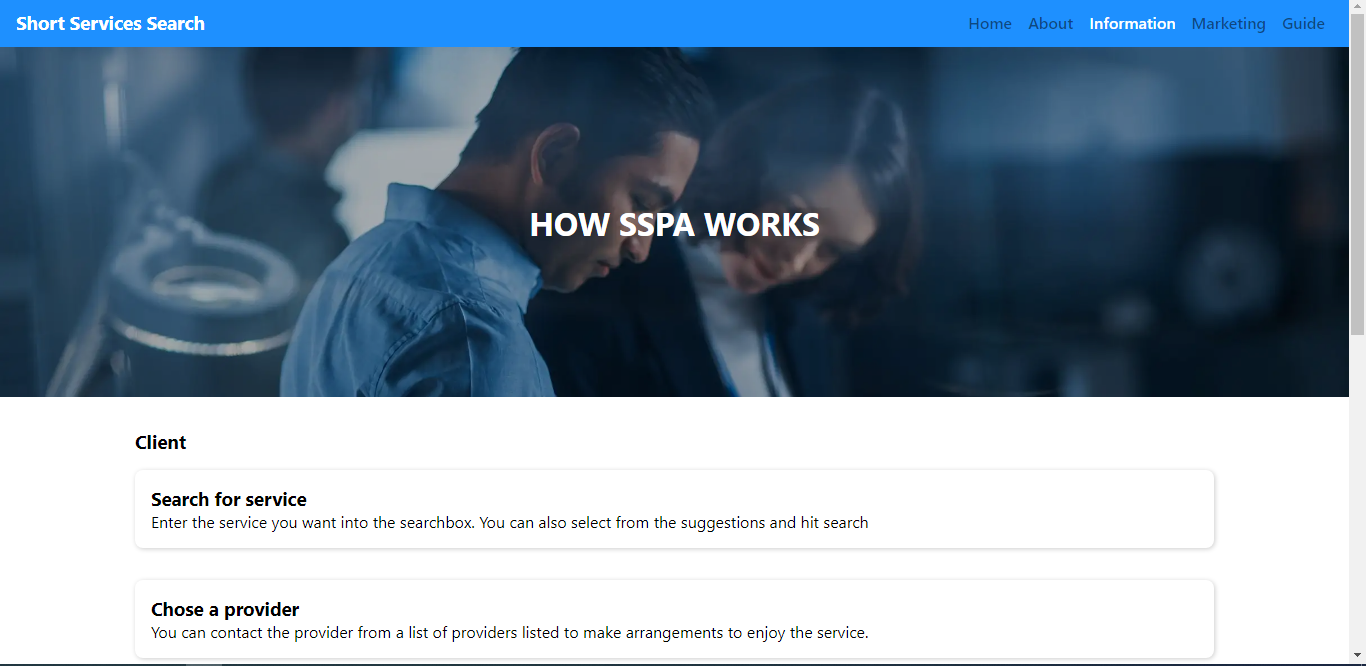 Short Services Search
Home About Information Marketing Guide
HOW SSPA WORKS
Client
Search for service
Enter the service you want into the searchbox. You can also select from the suggestions and hit search
Chose a provider
You can contact the provider from a list of providers listed to make arrangements to enjoy the service.